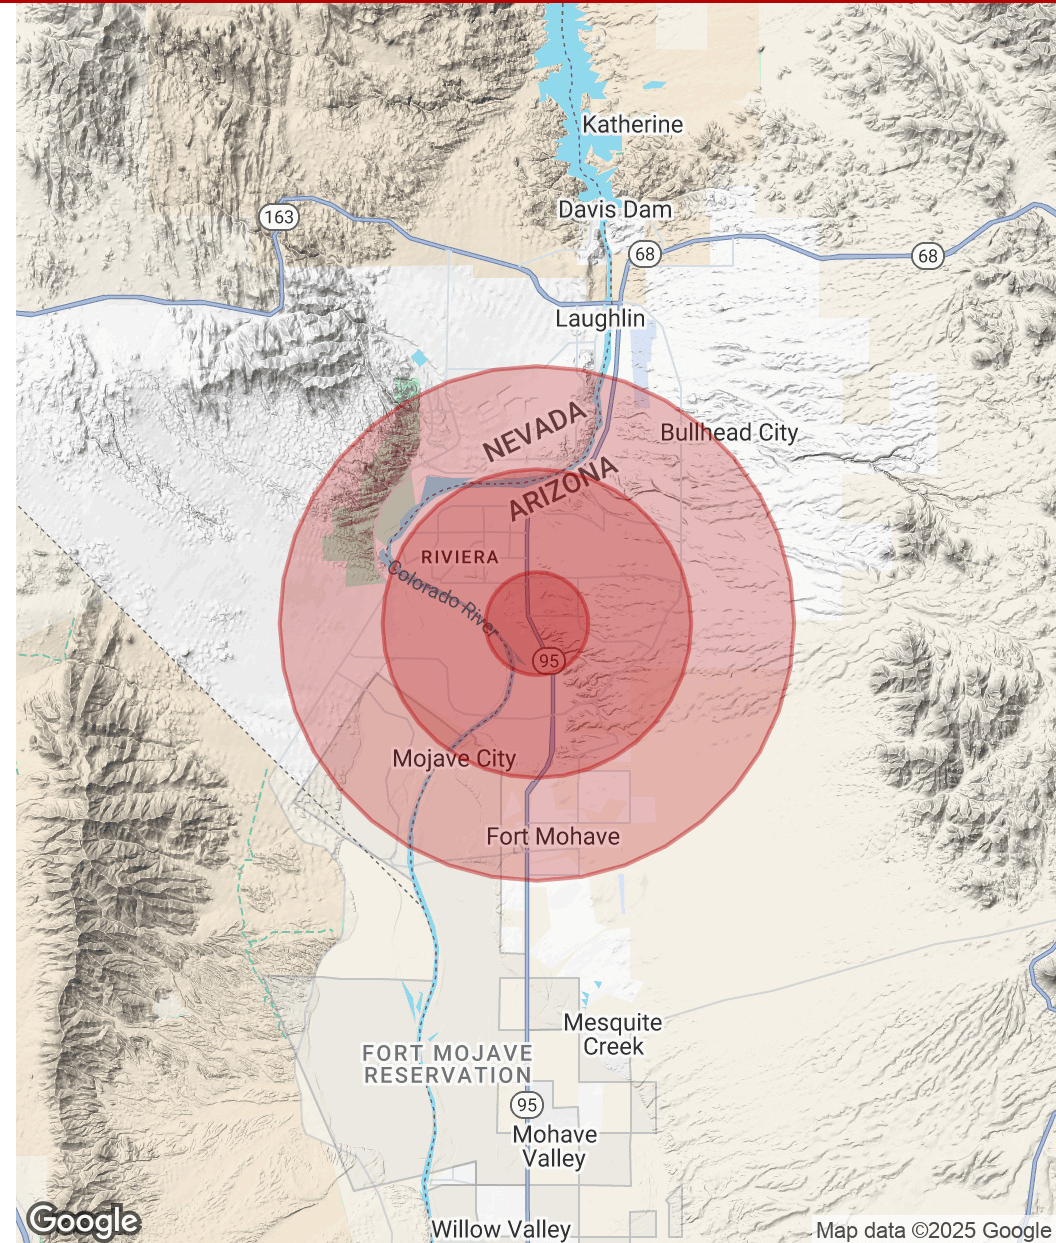 Katherine
Davis Dam
163
68
68
Laughlin
NEVADA
Bullhead City
ARIZONA
RIVIERA
Colorado River
95
Mojave City
Fort Mohave
Mesquite
Creek
FORT MOJAVE
RESERVATION
95
Mohave
Valley
Willow Valley
Google
Map data ©2025 Google